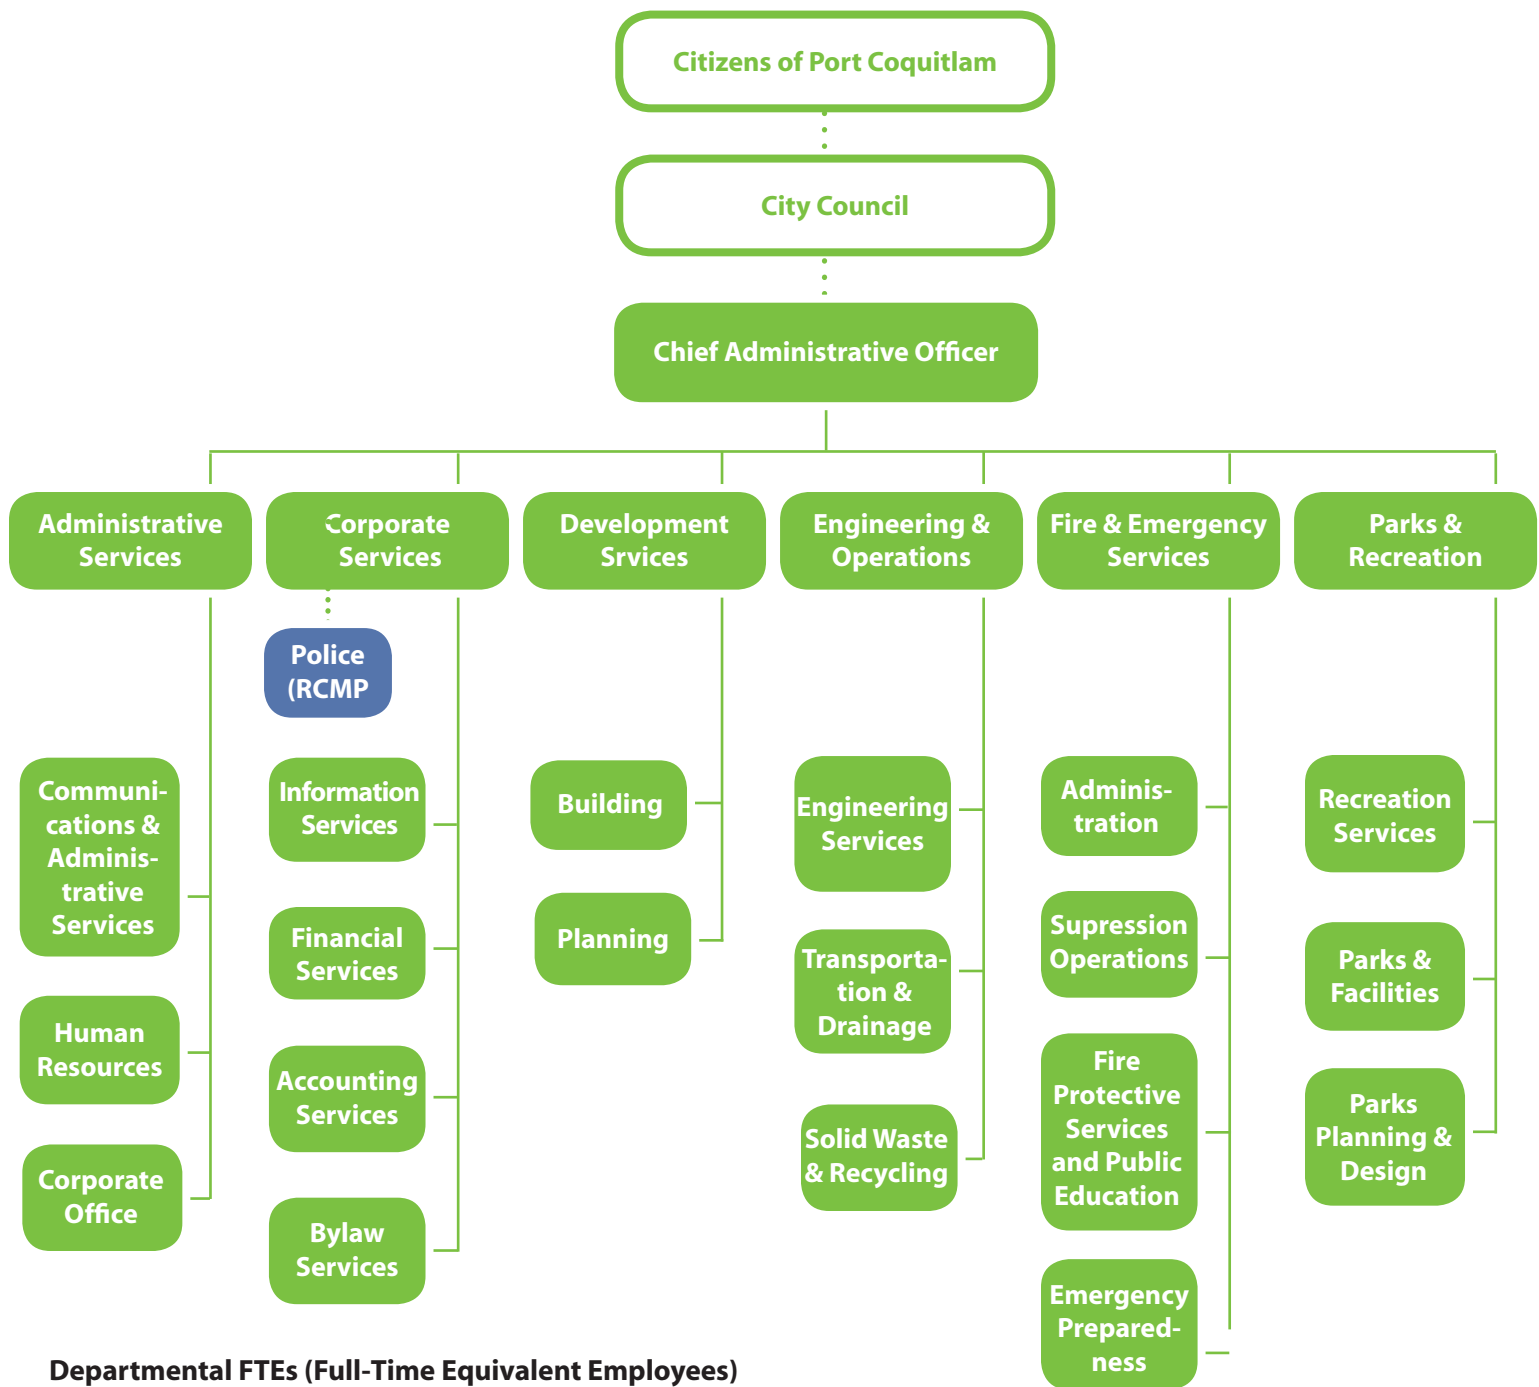 Citizens of Port Coquitlam
City Council
Chief Administrative Officer
Administrative
Services
Corporate
Services
Development
Srvices
Engineering &
Operations
Fire & Emergency
Services
Parks &
Recreation
Police
(RCMP
Communi-
cations &
Adminis-
trative
Services
Human
Resources
Corporate
Office
Information
Services
Financial
Services
Accounting
Services
Bylaw
Services
Building
Planning
Engineering
Services
Transporta-
tion &
Drainage
Solid Waste
& Recycling
Adminis-
tration
Supression
Operations
Fire
Protective
Services
and Public
Education
Emergency
Prepared-
ness
Recreation
Services
Parks &
Facilities
Parks
Planning &
Design
Departmental FTEs (Full-Time Equivalent Employees)